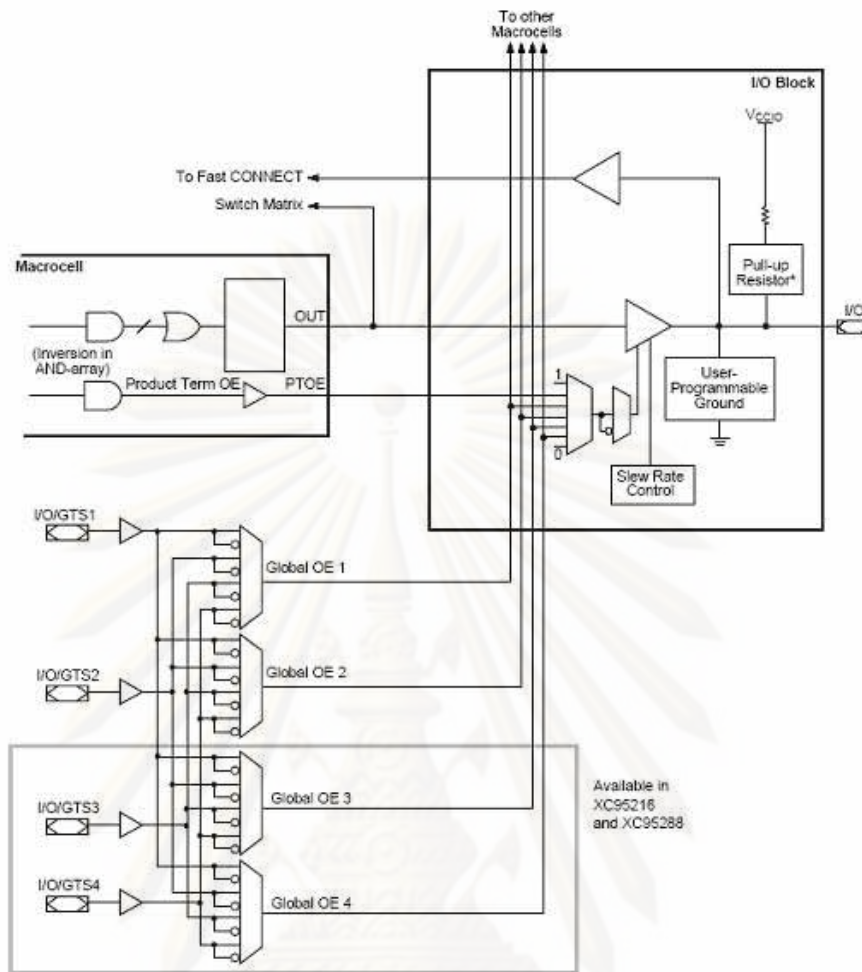 To other
Macrocells
I/O Block
VCCIO
To Fast CONNECT
Switch Matrix
Macrocell
Pull-up
Resistor*
OUT
I/O
(Inversion in
AND-array)
Product Term OE
PTOE
1
User-
Programmable
Ground
0
Slew Rate
Control
I/O/GTS1
Global OE 1
I/O/GTS2
Global OE 2
I/O/GTS3
Global OE 3
Available in
XC95216
and XC95288
I/O/GTS4
Global OE 4